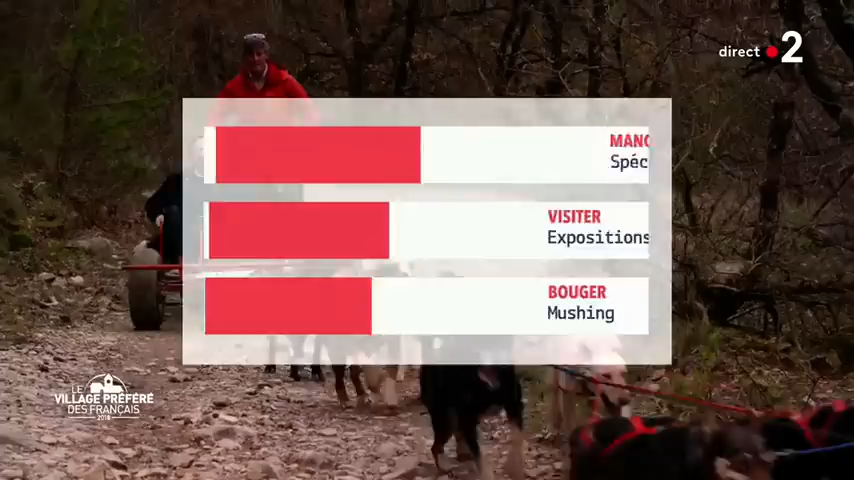 direct 2
MANG
Spéc
VISITER
Expositions
BOUGER
Mushing
LE
VILLAGE PRÉFÉRÉ
DES FRANÇAIS
2018